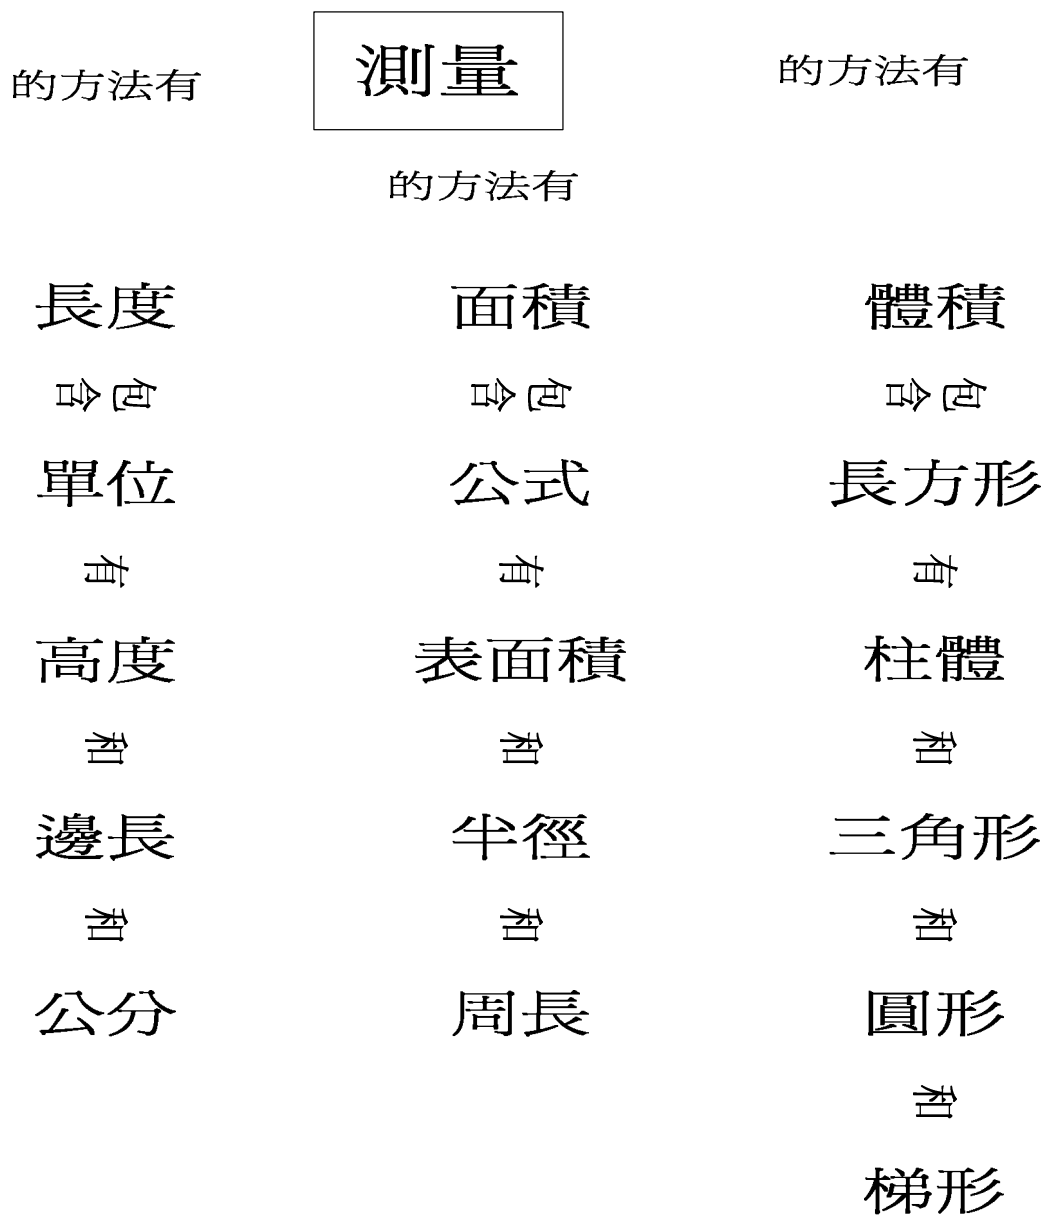 測量
的方法有
的方法有
的方法有
長度
包含
單位
有
高度
和
邊長
和
公分
面積
包含
公式
有
表面積
和
半徑
和
周長
體積
包含
長方形
有
柱體
和
三角形
和
圓形
和
梯形